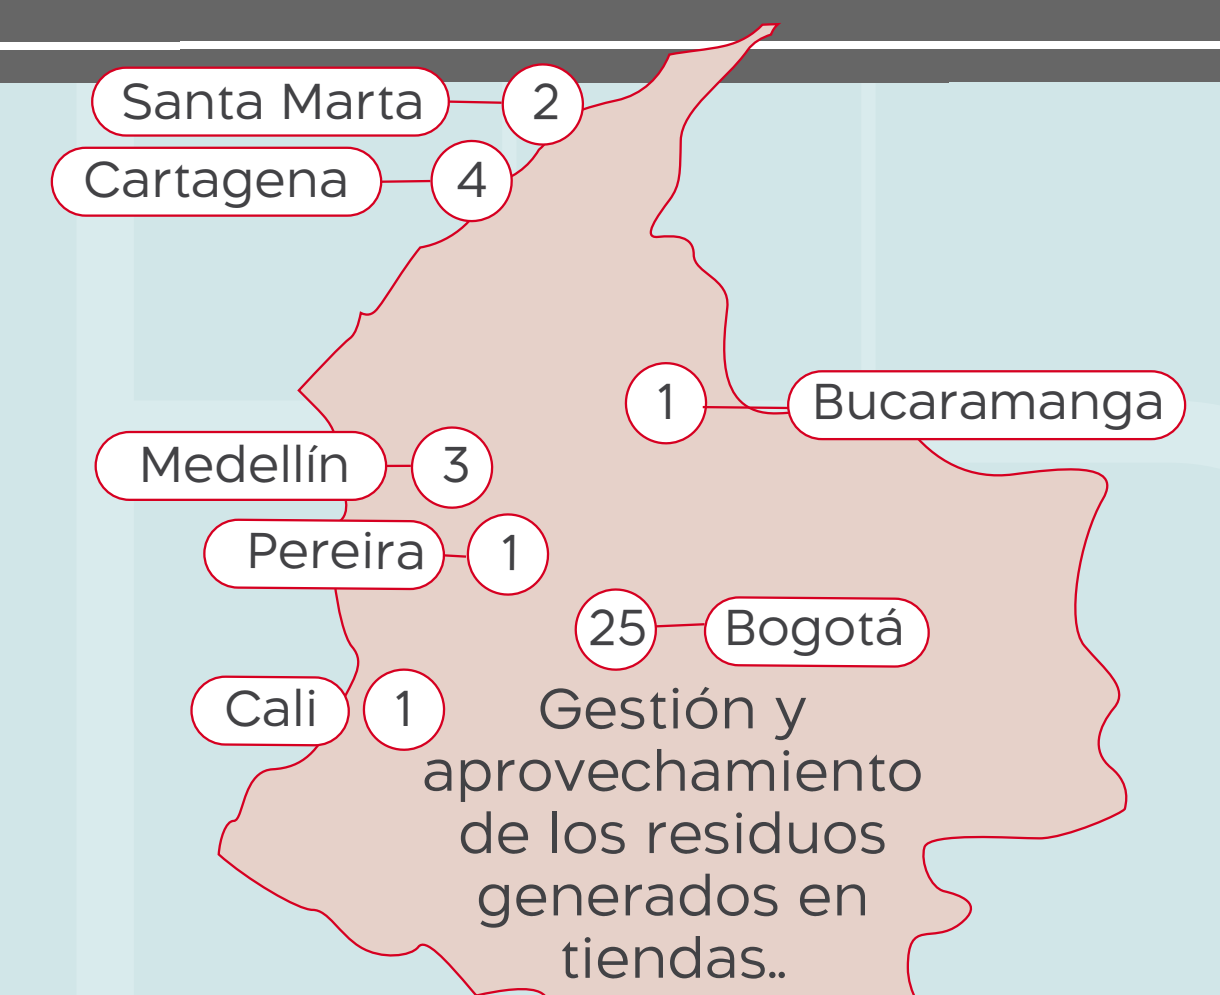 Santa Marta 2
Cartagena 4
1 Bucaramanga
Medellín 3
Pereira 1
25 Bogotá
Cali 1
Gestión y
aprovechamiento
de los residuos
generados en
tiendas..